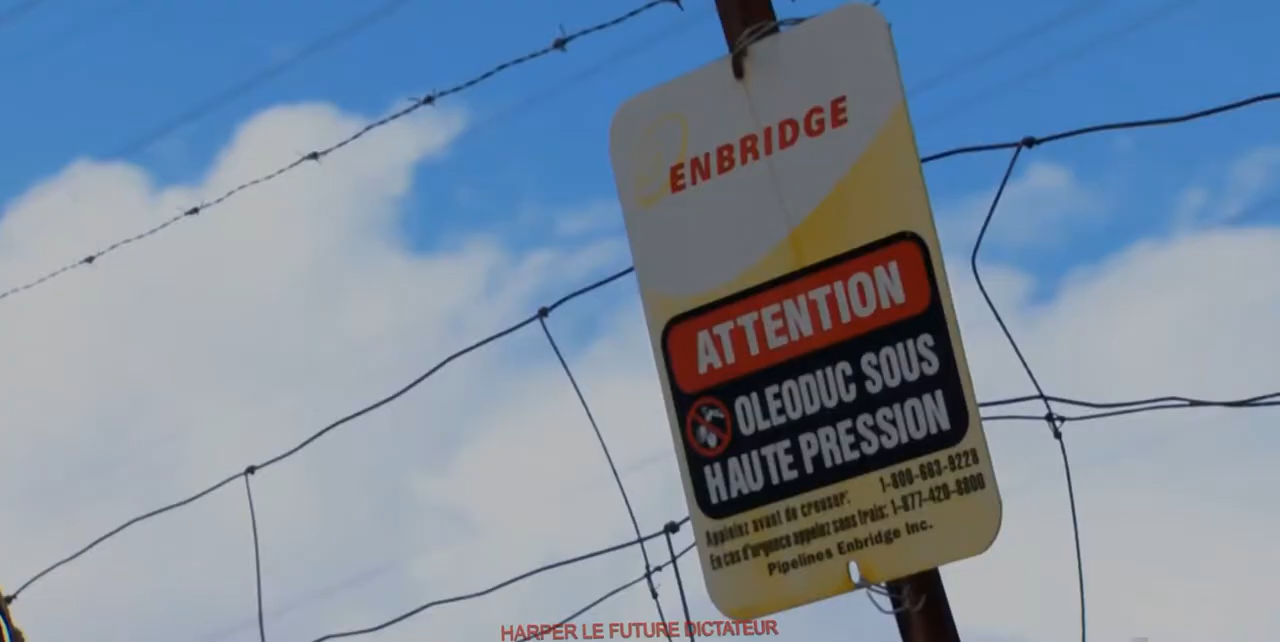 ENBRIDGE
ATTENTION
OLEODUC SOUS
HAUTE PRESSION
Appelez avant de creuser: 1-800-663-9228
En cas d'urgence appelez sans frais: 1-877-420-8800
Pipelines Enbridge Inc.
HARPER LE FUTURE DICTATEUR